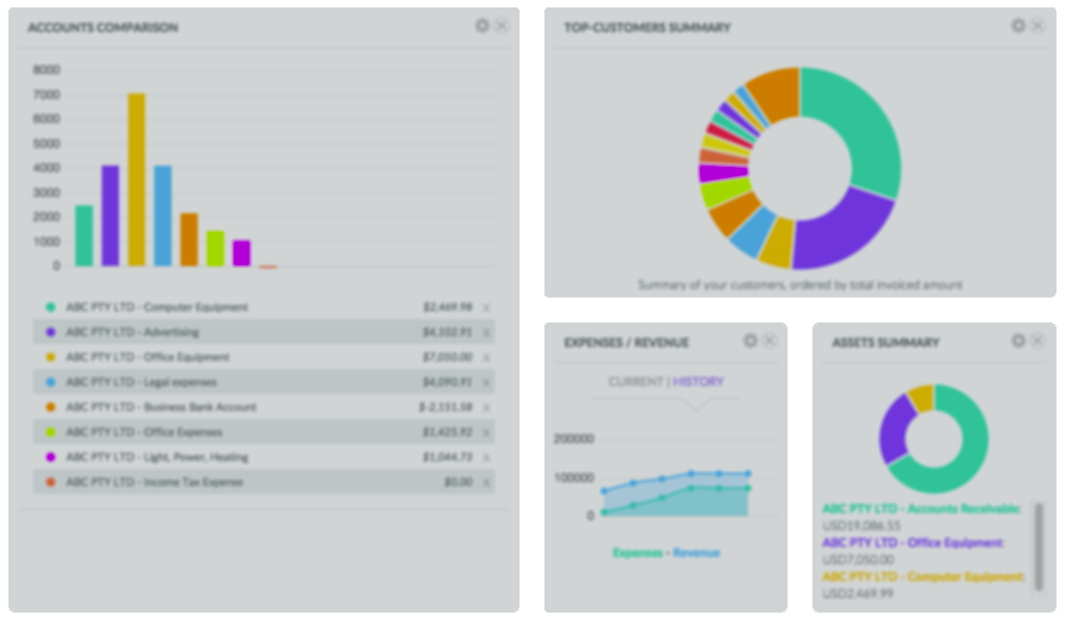 ACCOUNTS COMPARISON
8000
7000
6000
5000
4000
3000
2000
1000
0
ABC PTY LTD - Computer Equipment $2,469.98 x
ABC PTY LTD - Advertising $4,102.91 x
ABC PTY LTD - Office Equipment $7,050.00 x
ABC PTY LTD - Legal expenses $4,090.91 x
ABC PTY LTD - Business Bank Account $-2,151.58 x
ABC PTY LTD - Office Expenses $1,425.92 x
ABC PTY LTD - Light, Power, Heating $1,044.73 x
ABC PTY LTD - Income Tax Expense $0.00 x
TOP-CUSTOMERS SUMMARY
Summary of your customers, ordered by total invoiced amount
EXPENSES / REVENUE
CURRENT | HISTORY
200000
100000
0
Expenses - Revenue
ASSETS SUMMARY
ABC PTY LTD - Accounts Receivable:
USD19,086.55
ABC PTY LTD - Office Equipment:
USD7,050.00
ABC PTY LTD - Computer Equipment:
USD2,469.99